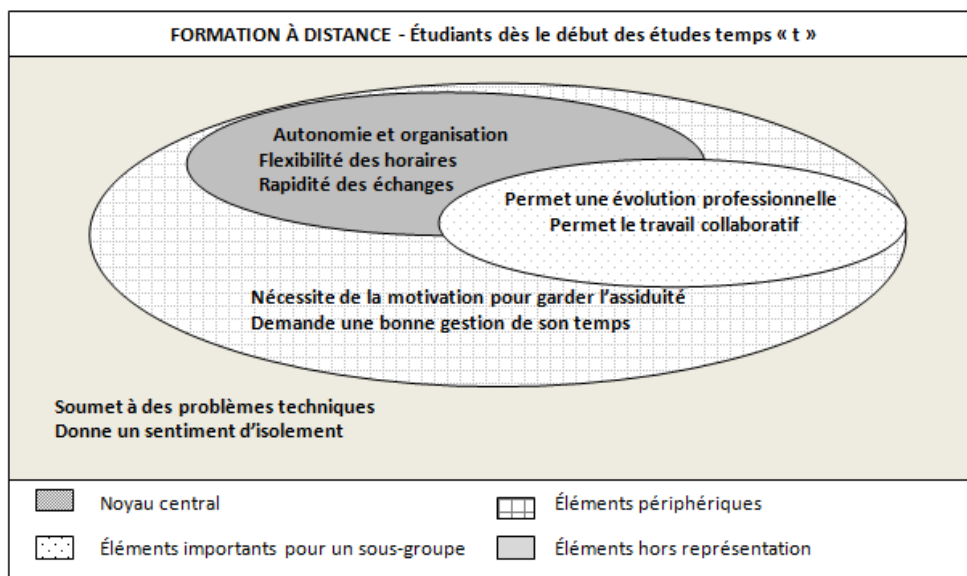 FORMATION À DISTANCE - Étudiants dès le début des études temps « t »
Autonomie et organisation
Flexibilité des horaires
Rapidité des échanges
Permet une évolution professionnelle
Permet le travail collaboratif
Nécessite de la motivation pour garder l’assiduité
Demande une bonne gestion de son temps
Soumet à des problèmes techniques
Donne un sentiment d’isolement
Noyau central
Éléments périphériques
Éléments importants pour un sous-groupe
Éléments hors représentation